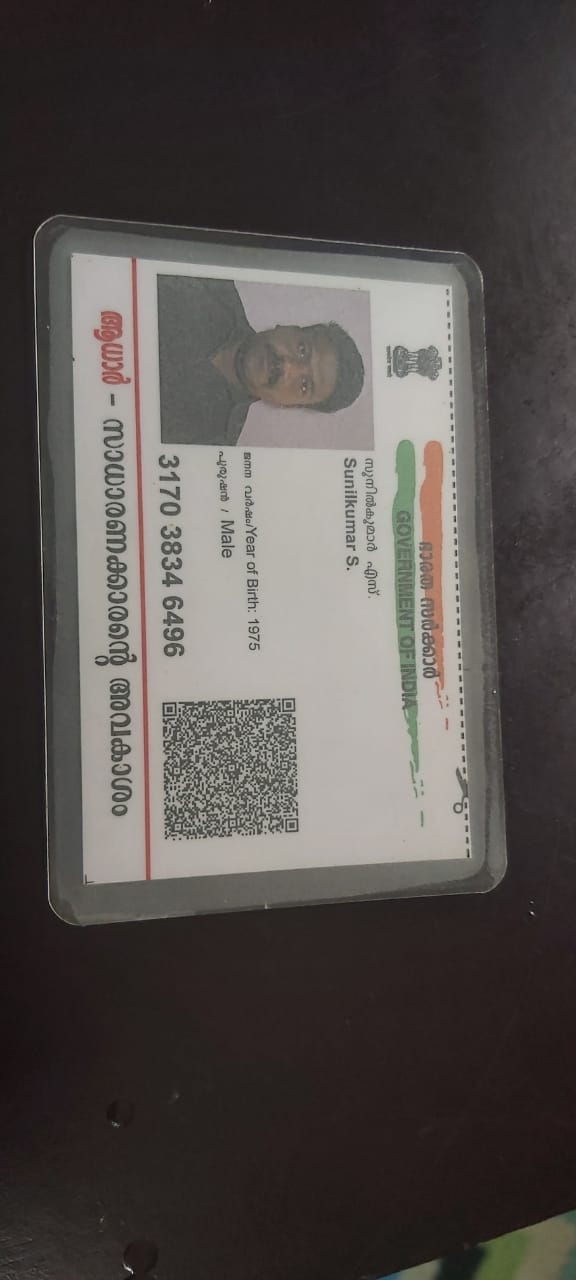 ഭാരത സർക്കാർ
GOVERNMENT OF INDIA
സുനിൽകുമാർ എസ്.
Sunilkumar S.
ജനന വർഷം/Year of Birth: 1975
പുരുഷൻ / Male
3170 3834 6496
ആധാർ - സാധാരണക്കാരന്റെ അവകാശം